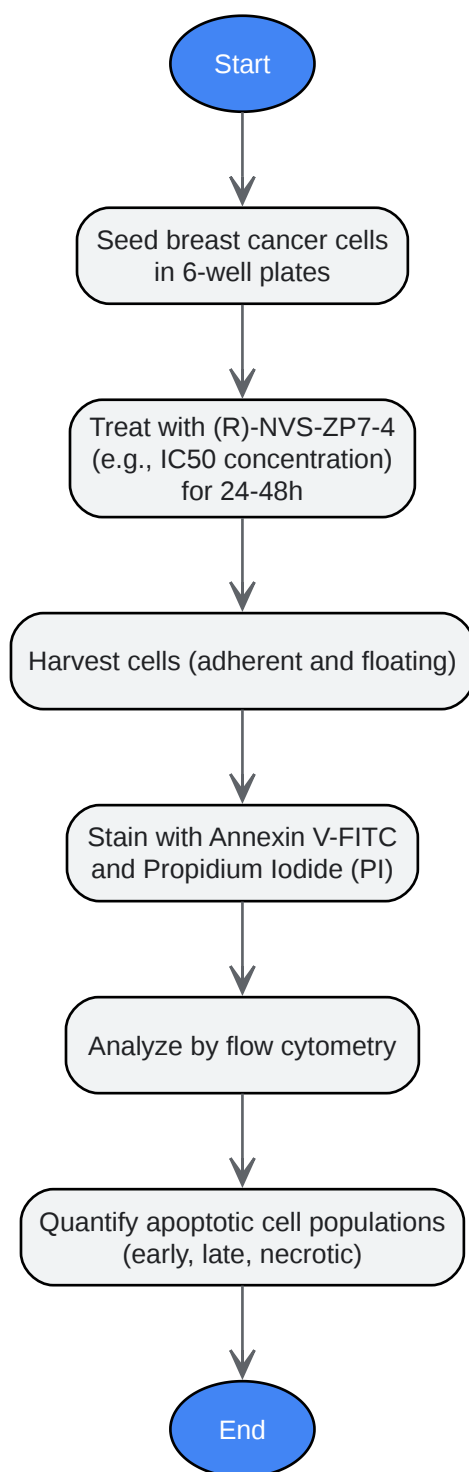 Start
Seed breast cancer cells
in 6-well plates
Treat with (R)-NVS-ZP7-4
(e.g., IC50 concentration)
for 24-48h
Harvest cells (adherent and floating)
Stain with Annexin V-FITC
and Propidium Iodide (PI)
Analyze by flow cytometry
Quantify apoptotic cell populations
(early, late, necrotic)
End